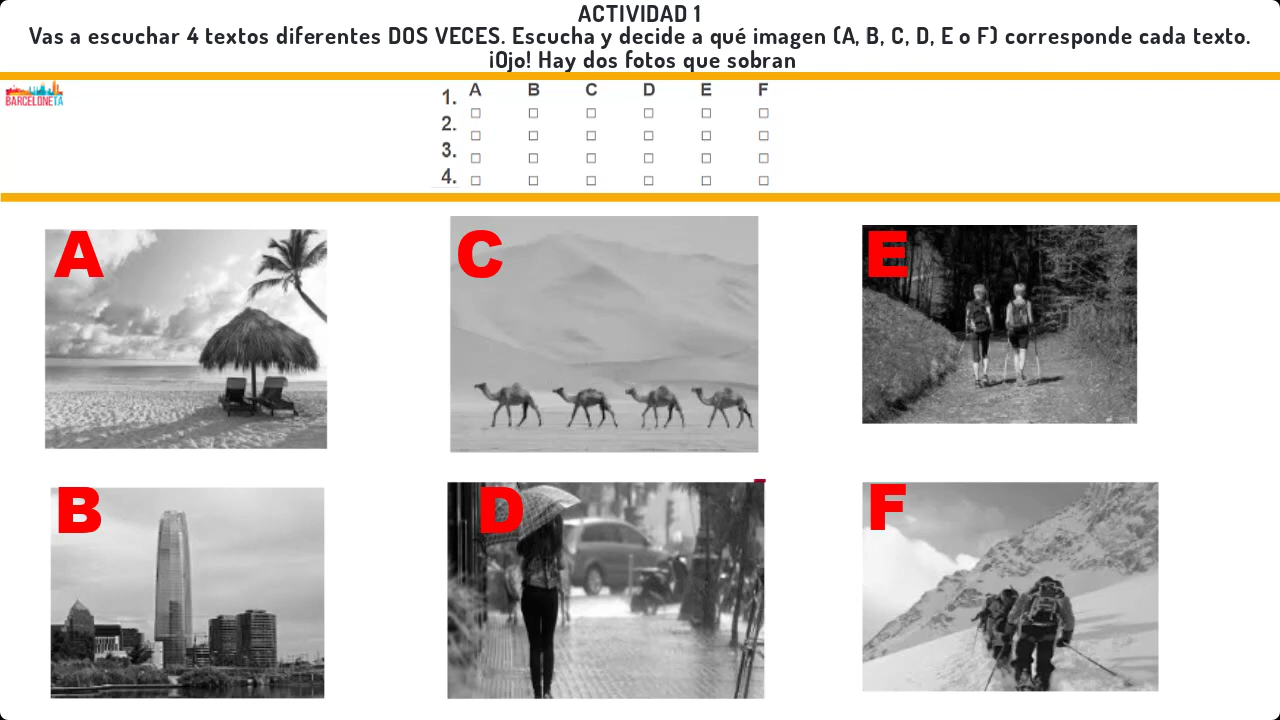 ACTIVIDAD 1
Vas a escuchar 4 textos diferentes DOS VECES. Escucha y decide a qué imagen (A, B, C, D, E o F) corresponde cada texto.
¡Ojo! Hay dos fotos que sobran
BARCELONETA
A B C D E F
1.
2.
3.
4.
A
C
E
B
D
F